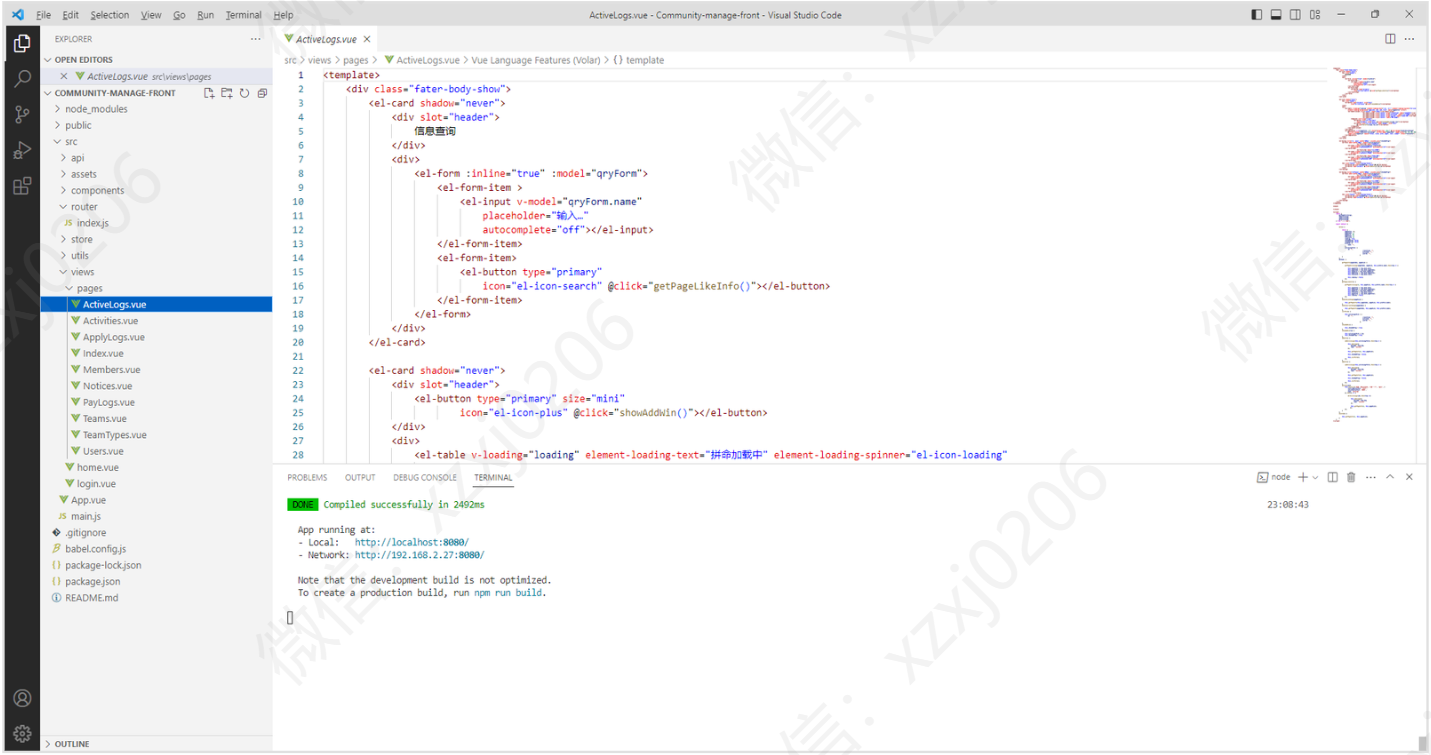 File Edit Selection View Go Run Terminal Help
ActiveLogs.vue - Community-manage-front - Visual Studio Code
EXPLORER
OPEN EDITORS
ActiveLogs.vue src\views\pages
COMMUNITY-MANAGE-FRONT
node_modules
public
src
api
assets
components
router
JS index.js
store
utils
views
pages
ActiveLogs.vue
Activities.vue
ApplyLogs.vue
Index.vue
Members.vue
Notices.vue
PayLogs.vue
Teams.vue
TeamTypes.vue
Users.vue
home.vue
login.vue
App.vue
JS main.js
.gitignore
babel.config.js
package-lock.json
package.json
README.md
OUTLINE
ActiveLogs.vue
src > views > pages > ActiveLogs.vue > Vue Language Features (Volar) > {} template
1 <template>
2 <div class="fater-body-show">
3 <el-card shadow="never">
4 <div slot="header">
5 信息查询
6 </div>
7 <div>
8 <el-form :inline="true" :model="qryForm">
9 <el-form-item >
10 <el-input v-model="qryForm.name"
11 placeholder="输入…"
12 autocomplete="off"></el-input>
13 </el-form-item>
14 <el-form-item>
15 <el-button type="primary"
16 icon="el-icon-search" @click="getPageLikeInfo()"></el-button>
17 </el-form-item>
18 </el-form>
19 </div>
20 </el-card>
21
22 <el-card shadow="never">
23 <div slot="header">
24 <el-button type="primary" size="mini"
25 icon="el-icon-plus" @click="showAddWin()"></el-button>
26 </div>
27 <div>
28 <el-table v-loading="loading" element-loading-text="拼命加载中" element-loading-spinner="el-icon-loading"
PROBLEMS OUTPUT DEBUG CONSOLE TERMINAL
node
DONE Compiled successfully in 2492ms
23:08:43
App running at:
- Local: http://localhost:8080/
- Network: http://192.168.2.27:8080/
Note that the development build is not optimized.
To create a production build, run npm run build.
微信：xzxj0206